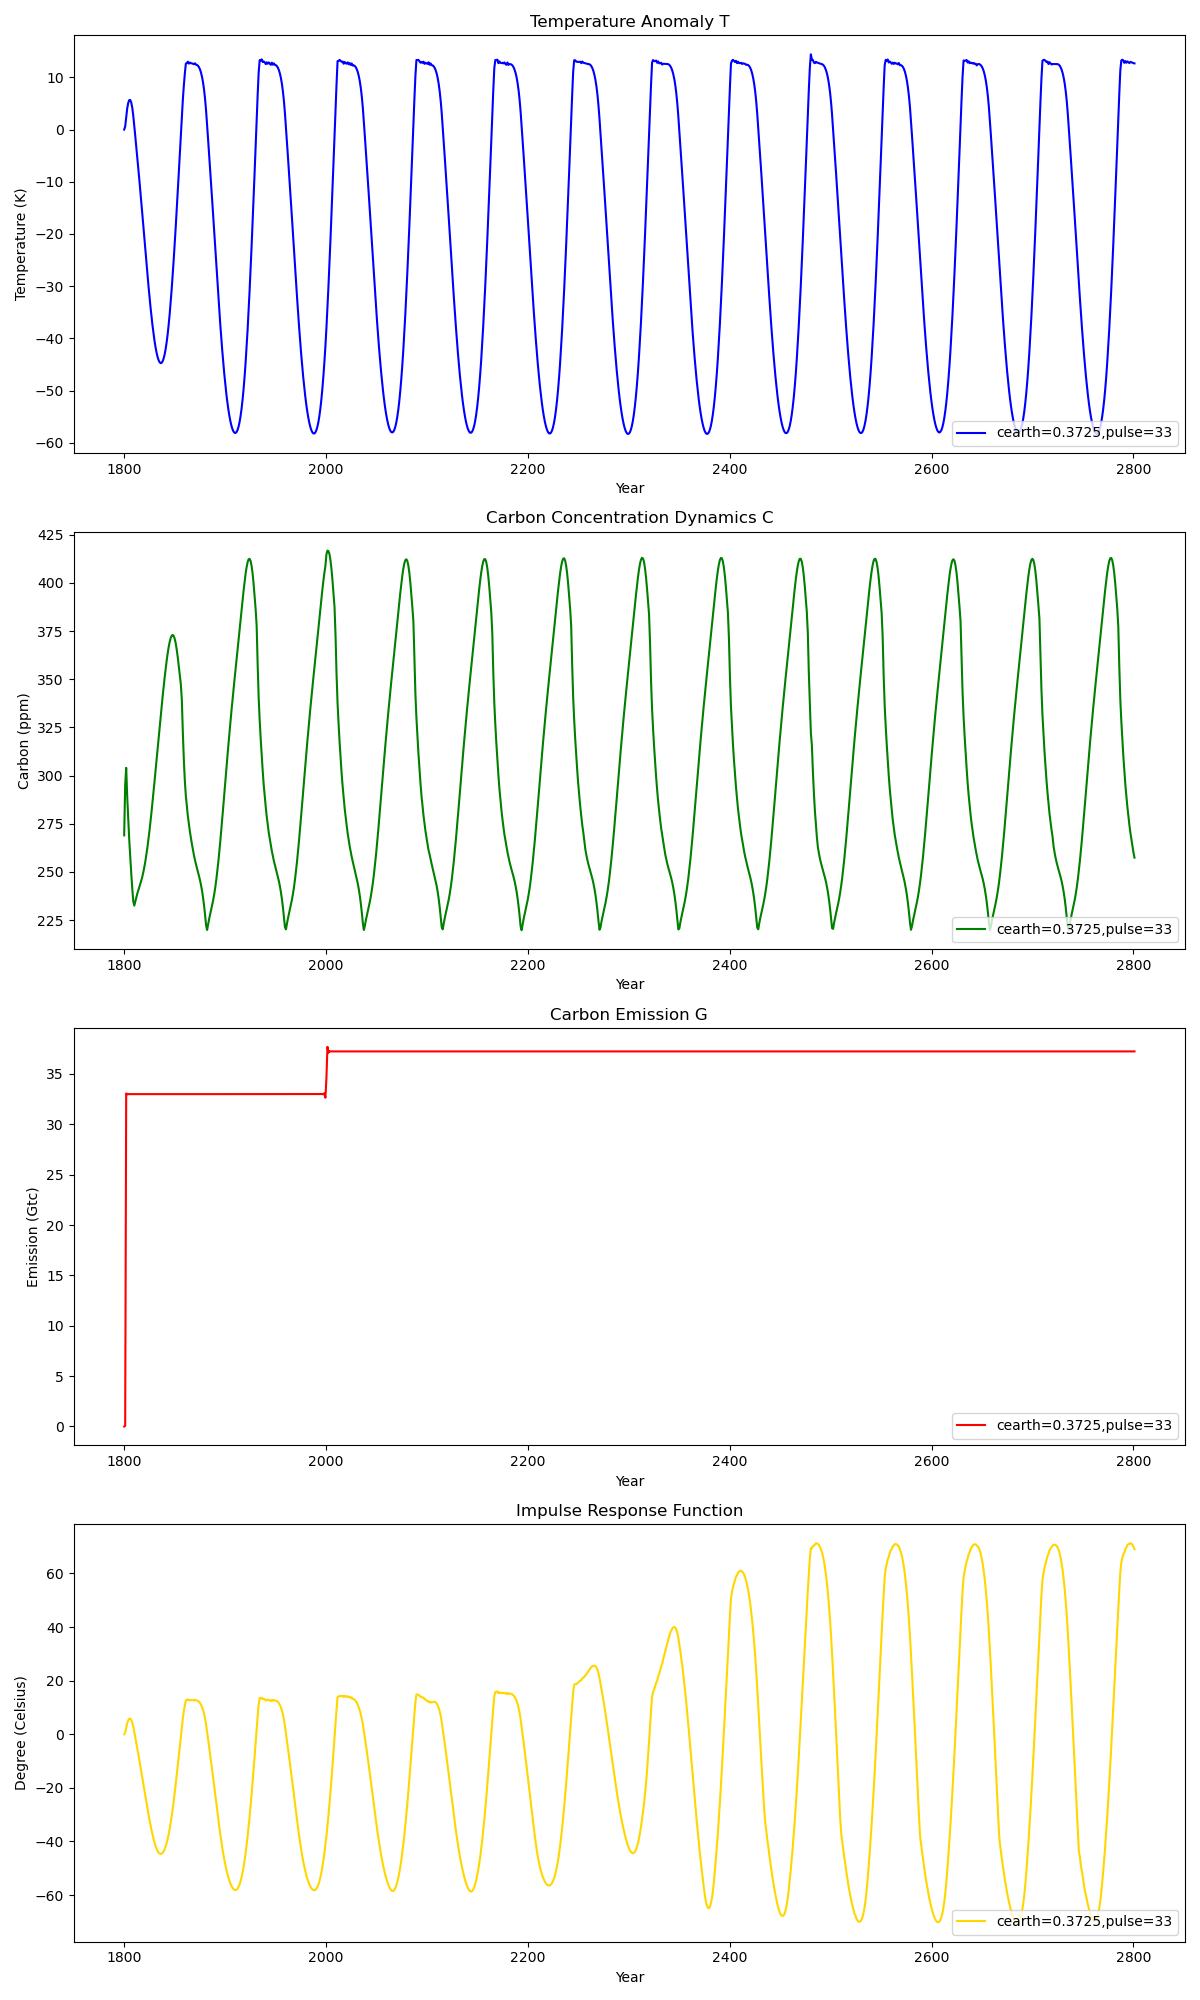 Temperature Anomaly T
10
0
−10
−20
−30
−40
−50
−60
Temperature (K)
cearth=0.3725,pulse=33
1800 2000 2200 2400 2600 2800
Year
Carbon Concentration Dynamics C
425
400
375
350
325
300
275
250
225
Carbon (ppm)
cearth=0.3725,pulse=33
1800 2000 2200 2400 2600 2800
Year
Carbon Emission G
35
30
25
20
15
10
5
0
Emission (Gtc)
cearth=0.3725,pulse=33
1800 2000 2200 2400 2600 2800
Year
Impulse Response Function
60
40
20
0
−20
−40
−60
Degree (Celsius)
cearth=0.3725,pulse=33
1800 2000 2200 2400 2600 2800
Year